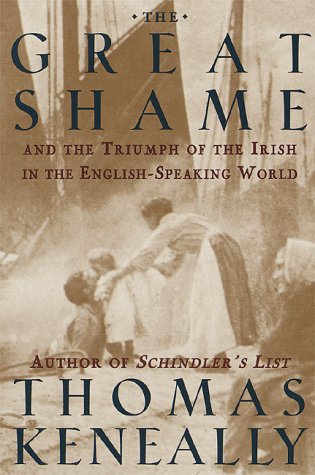 · THE ·
GREAT
SHAME
AND THE TRIUMPH OF THE IRISH
IN THE ENGLISH-SPEAKING WORLD
AUTHOR OF SCHINDLER'S LIST
THOMAS
KENEALLY